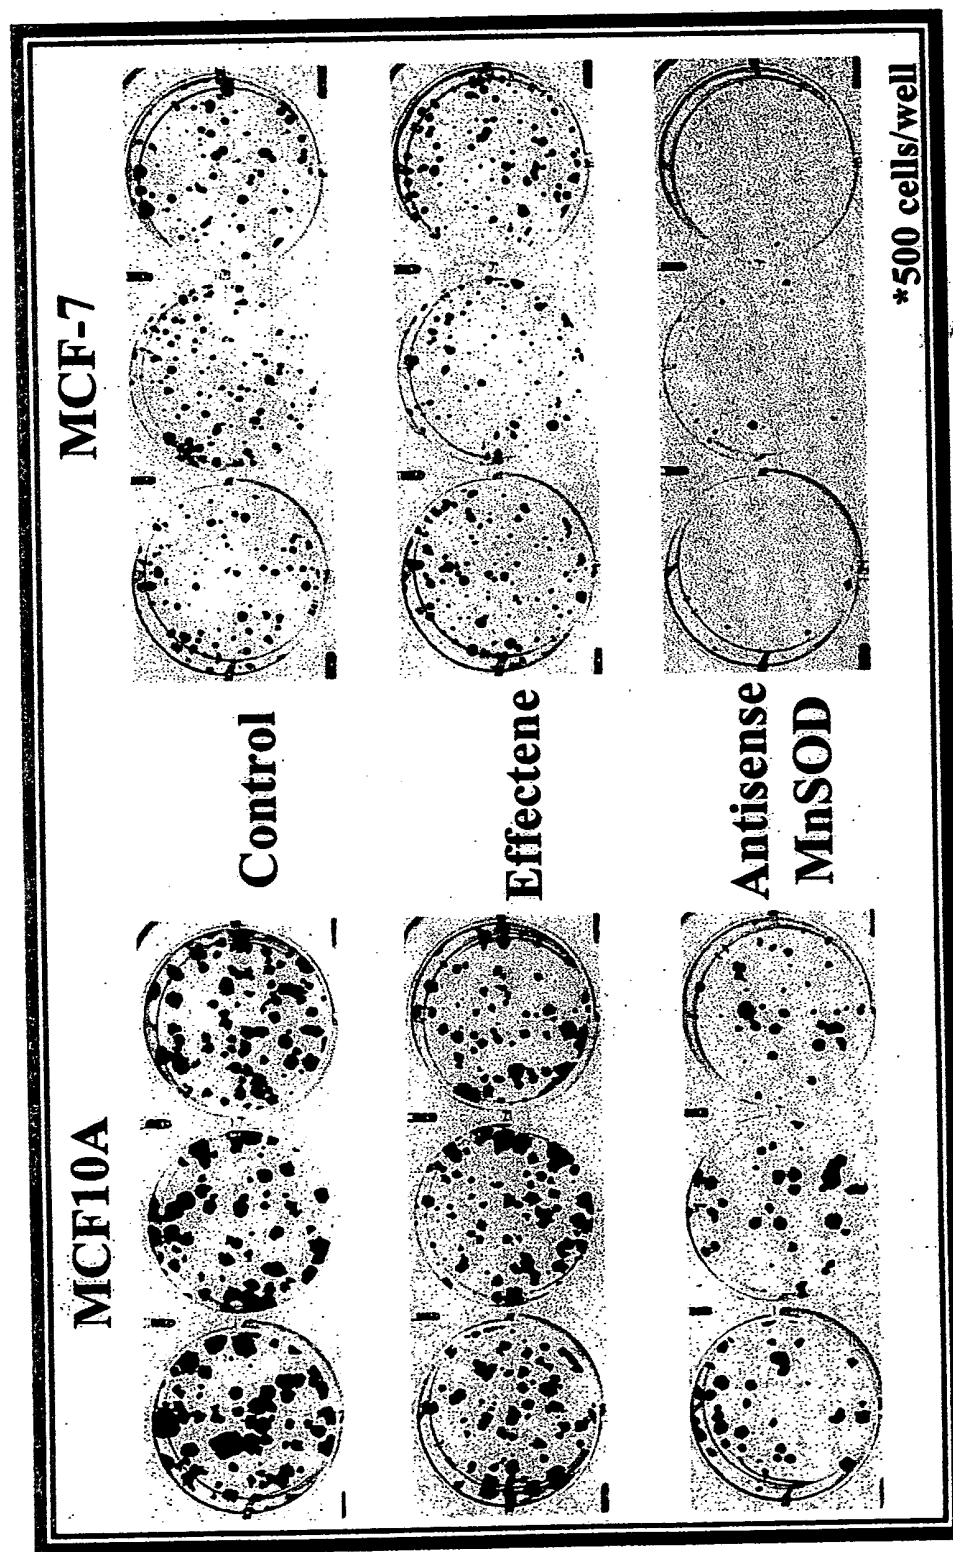 MCF10A
MCF-7
Control
Effectene
Antisense
MnSOD
*500 cells/well